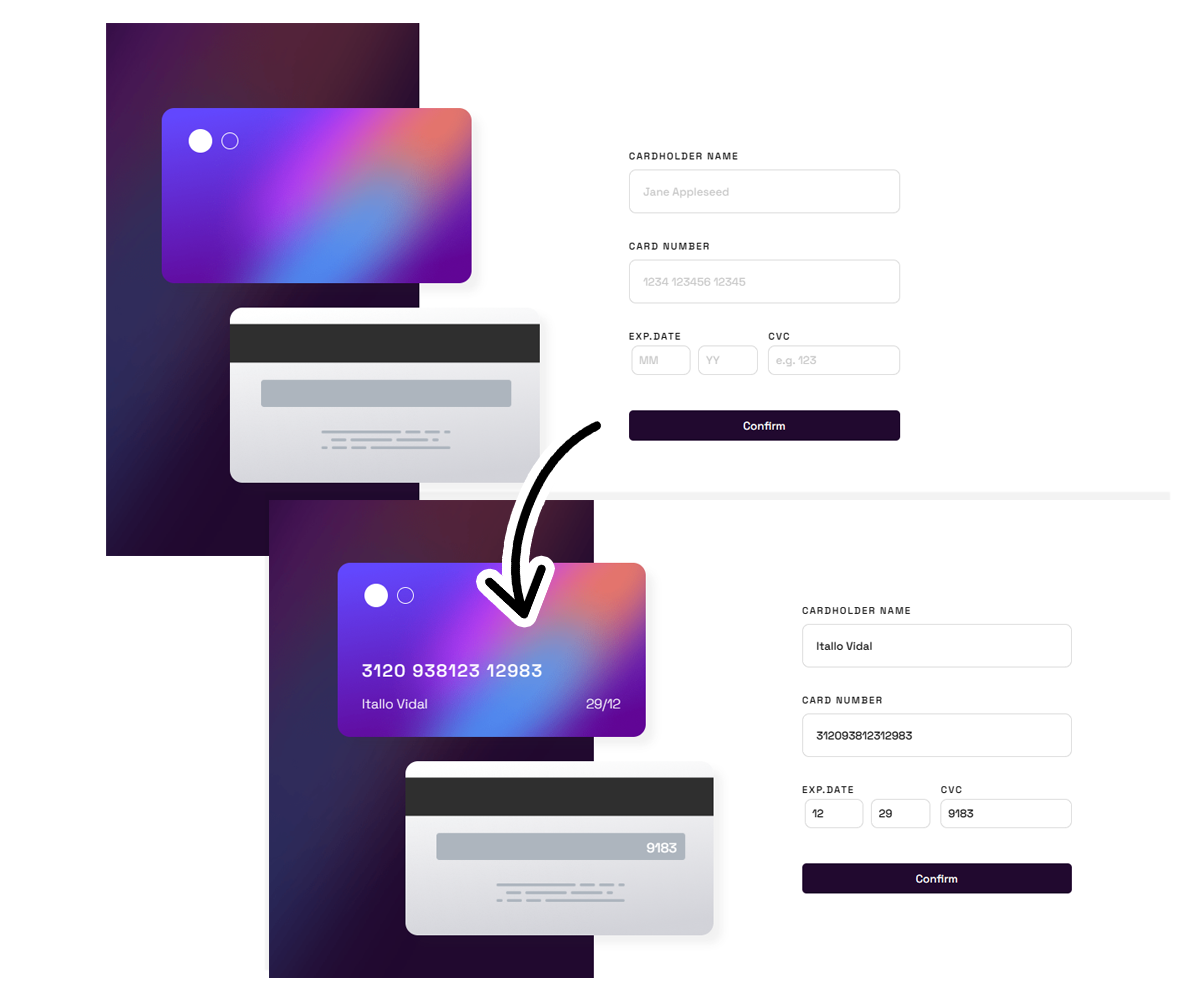 CARDHOLDER NAME
Jane Appleseed
CARD NUMBER
1234 123456 12345
EXP.DATE CVC
MM YY e.g. 123
Confirm
3120 938123 12983
Itallo Vidal 29/12
9183
CARDHOLDER NAME
Itallo Vidal
CARD NUMBER
312093812312983
EXP.DATE CVC
12 29 9183
Confirm